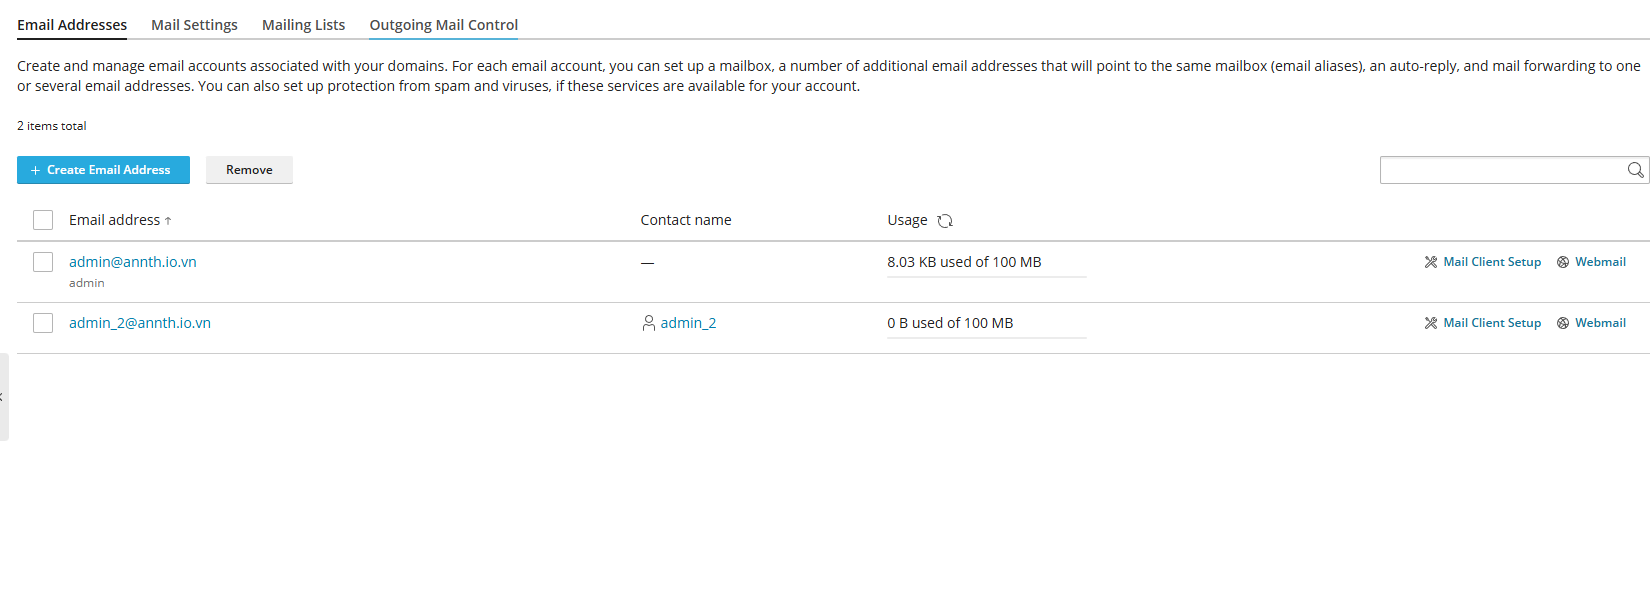 Email Addresses Mail Settings Mailing Lists Outgoing Mail Control
Create and manage email accounts associated with your domains. For each email account, you can set up a mailbox, a number of additional email addresses that will point to the same mailbox (email aliases), an auto-reply, and mail forwarding to one
or several email addresses. You can also set up protection from spam and viruses, if these services are available for your account.
2 items total
+ Create Email Address Remove
Email address ↑ Contact name Usage
admin@annth.io.vn — 8.03 KB used of 100 MB Mail Client Setup Webmail
admin
admin_2@annth.io.vn admin_2 0 B used of 100 MB Mail Client Setup Webmail